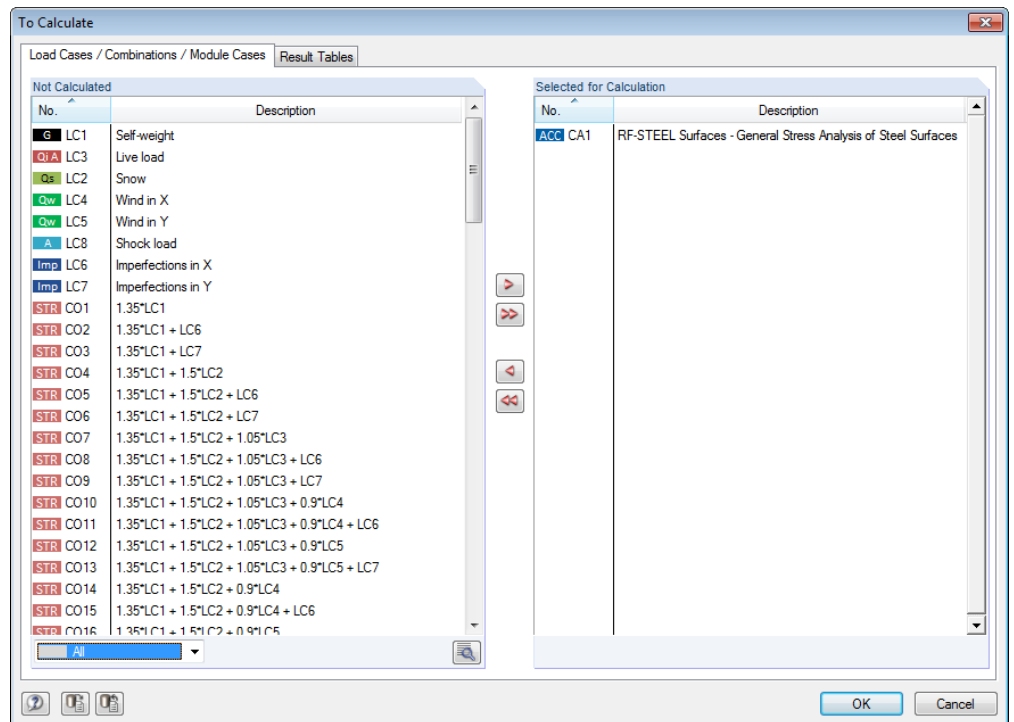 To Calculate
Load Cases / Combinations / Module Cases Result Tables
Not Calculated
No. Description
G LC1 Self-weight
Qi A LC3 Live load
Qs LC2 Snow
Qw LC4 Wind in X
Qw LC5 Wind in Y
A LC8 Shock load
Imp LC6 Imperfections in X
Imp LC7 Imperfections in Y
STR CO1 1.35*LC1
STR CO2 1.35*LC1 + LC6
STR CO3 1.35*LC1 + LC7
STR CO4 1.35*LC1 + 1.5*LC2
STR CO5 1.35*LC1 + 1.5*LC2 + LC6
STR CO6 1.35*LC1 + 1.5*LC2 + LC7
STR CO7 1.35*LC1 + 1.5*LC2 + 1.05*LC3
STR CO8 1.35*LC1 + 1.5*LC2 + 1.05*LC3 + LC6
STR CO9 1.35*LC1 + 1.5*LC2 + 1.05*LC3 + LC7
STR CO10 1.35*LC1 + 1.5*LC2 + 1.05*LC3 + 0.9*LC4
STR CO11 1.35*LC1 + 1.5*LC2 + 1.05*LC3 + 0.9*LC4 + LC6
STR CO12 1.35*LC1 + 1.5*LC2 + 1.05*LC3 + 0.9*LC5
STR CO13 1.35*LC1 + 1.5*LC2 + 1.05*LC3 + 0.9*LC5 + LC7
STR CO14 1.35*LC1 + 1.5*LC2 + 0.9*LC4
STR CO15 1.35*LC1 + 1.5*LC2 + 0.9*LC4 + LC6
STR CO16 1.35*LC1 + 1.5*LC2 + 0.9*LC5
All
Selected for Calculation
No. Description
ACC CA1 RF-STEEL Surfaces - General Stress Analysis of Steel Surfaces
OK Cancel